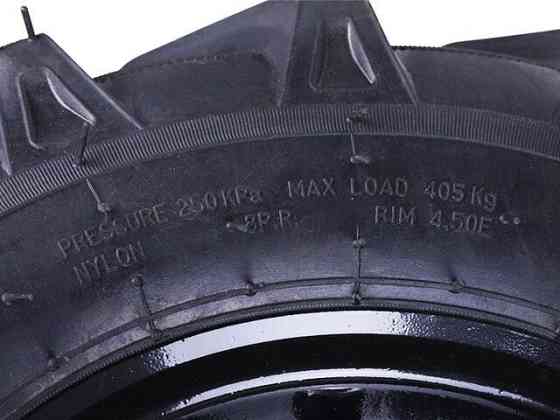 PRESSURE 250 KPa MAX LOAD 405 Kg
NYLON 8P.R. RIM 4.50E"